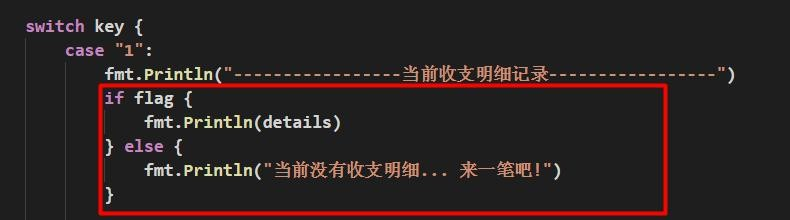 switch key {
case "1":
fmt.Println("-----------------当前收支明细记录-----------------")
if flag {
fmt.Println(details)
} else {
fmt.Println("当前没有收支明细... 来一笔吧!")
}